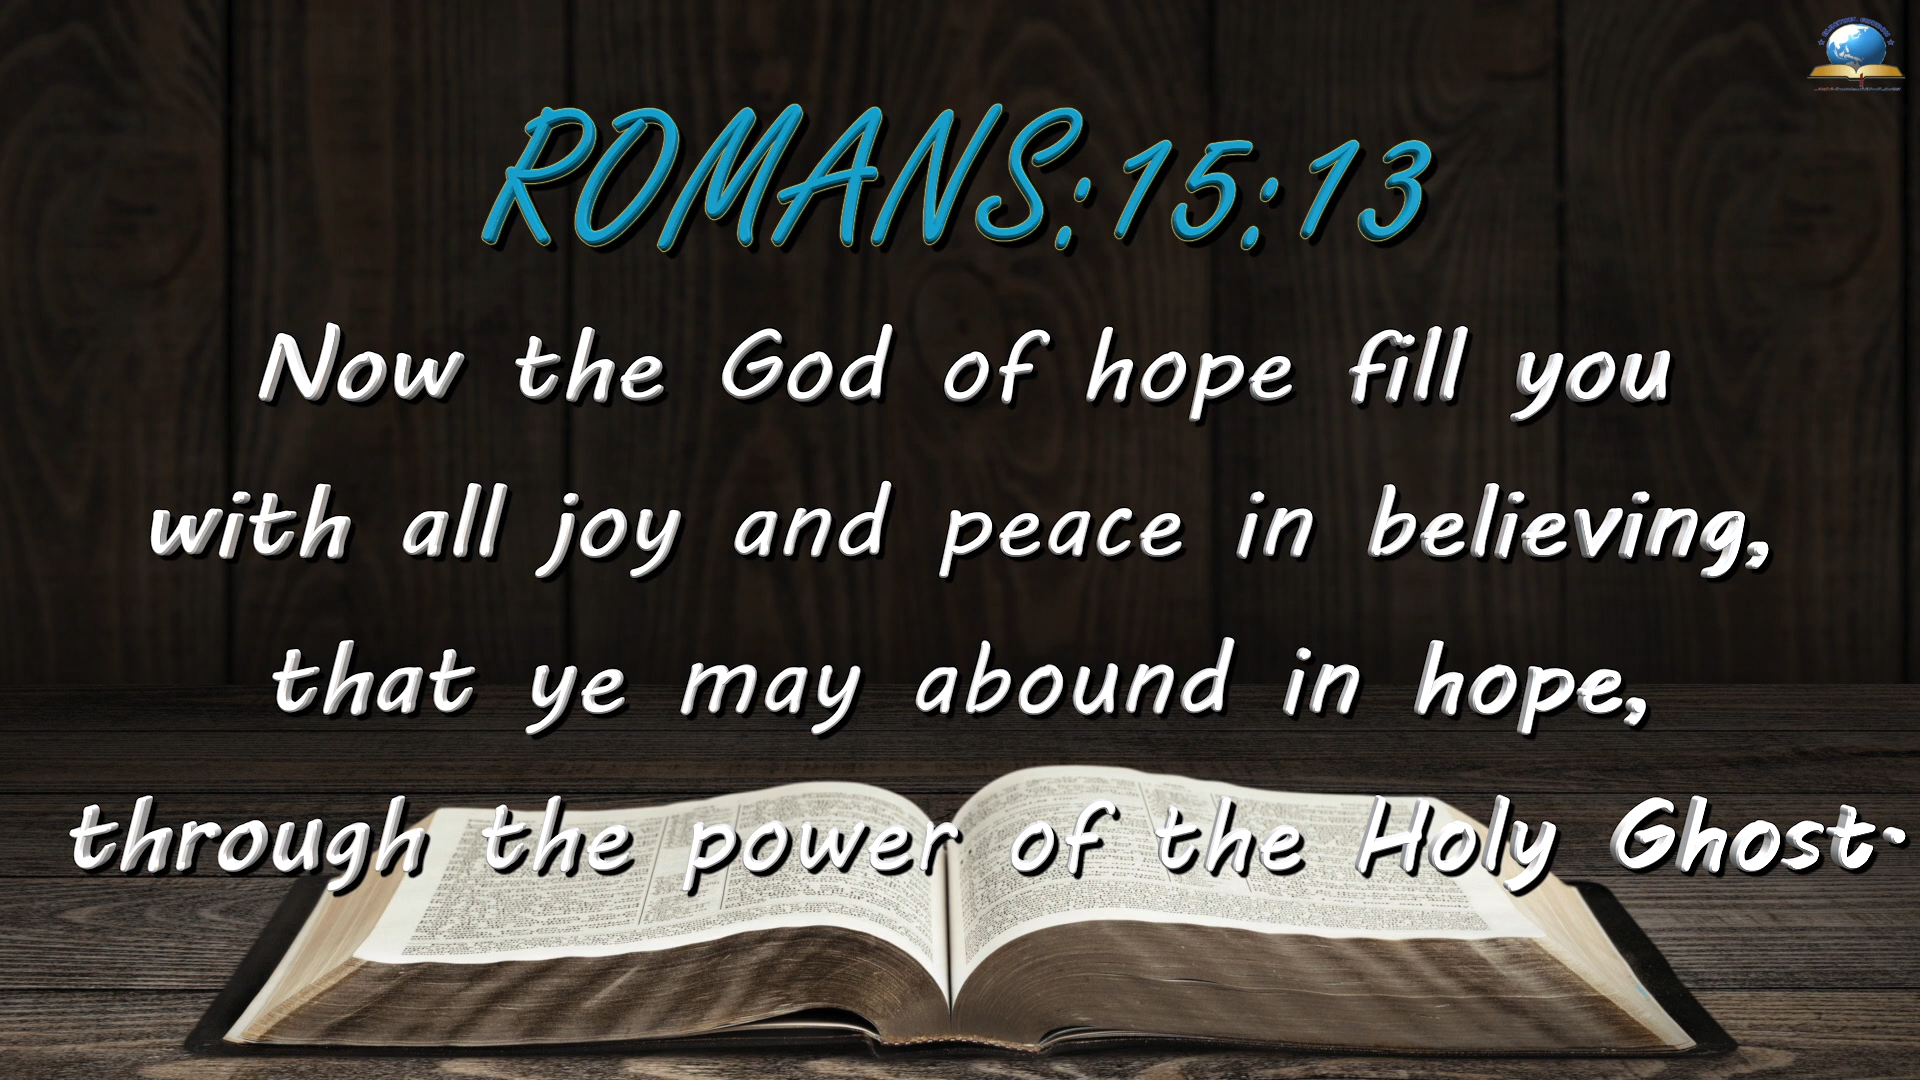 ROMANS:15:13
Now the God of hope fill you
with all joy and peace in believing,
that ye may abound in hope,
through the power of the Holy Ghost.